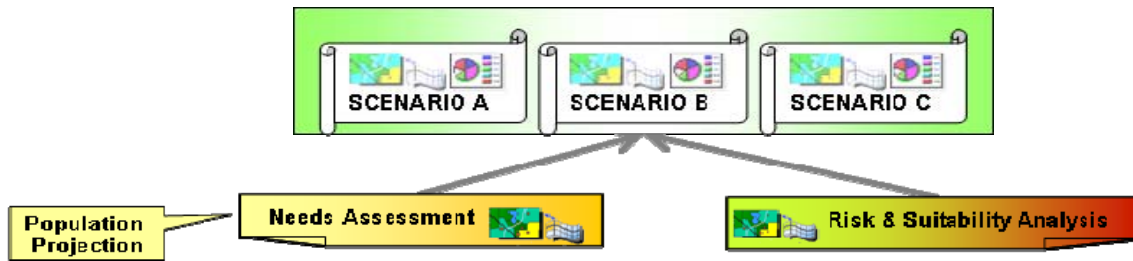 SCENARIO A
SCENARIO B
SCENARIO C
Needs Assessment
Risk & Suitability Analysis
Population
Projection